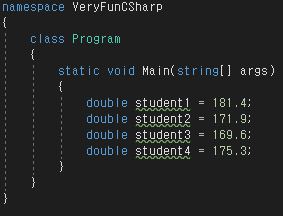 namespace VeryFunCSharp
{
    class Program
    {
        static void Main(string[] args)
        {
            double student1 = 181.4;
            double student2 = 171.9;
            double student3 = 169.6;
            double student4 = 175.3;
        }
    }
}